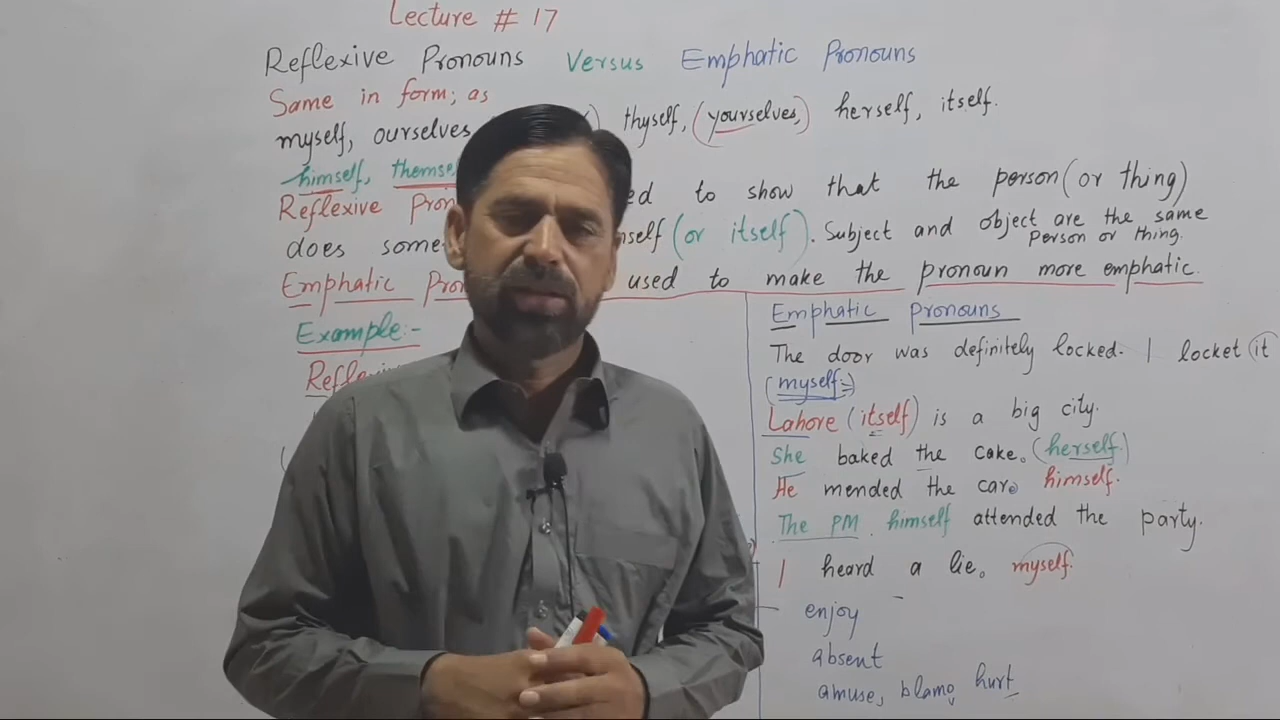 Lecture # 17
Reflexive Pronouns Versus Emphatic Pronouns
Same in form; as
myself, ourselves, thyself, (yourselves,) herself, itself.
himself, themsel
Reflexive Pron ed to show that the person (or thing)
does some mself (or itself). Subject and object are the same
Person or thing.
Emphatic Pron used to make the pronoun more emphatic.
Example:-
Reflexiv
Emphatic Pronouns
The door was definitely locked. I locket (it
(myself.)
Lahore (itself) is a big city.
She baked the cake. (herself.)
He mended the car. himself.
The PM himself attended the party.
I heard a lie. myself.
enjoy
absent
amuse, blame, hurt